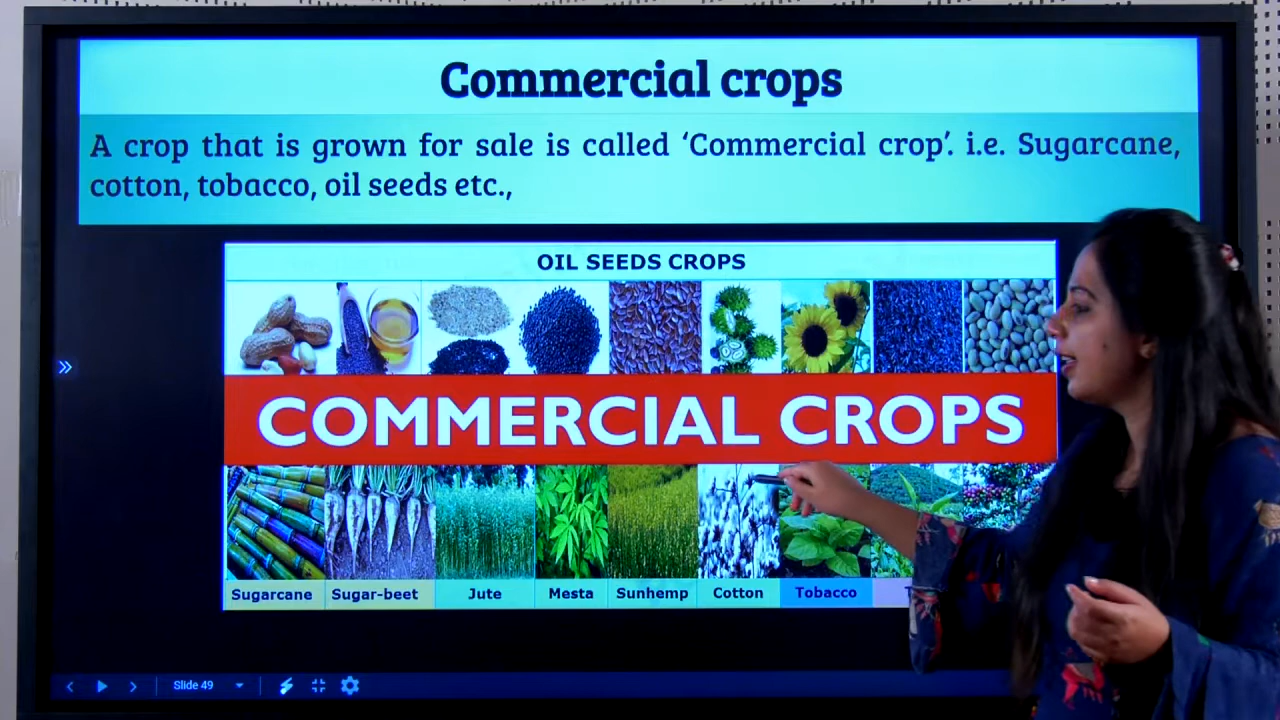 Commercial crops
A crop that is grown for sale is called ‘Commercial crop’. i.e. Sugarcane,
cotton, tobacco, oil seeds etc.,
OIL SEEDS CROPS
COMMERCIAL CROPS
Sugarcane Sugar-beet Jute Mesta Sunhemp Cotton Tobacco
Slide 49